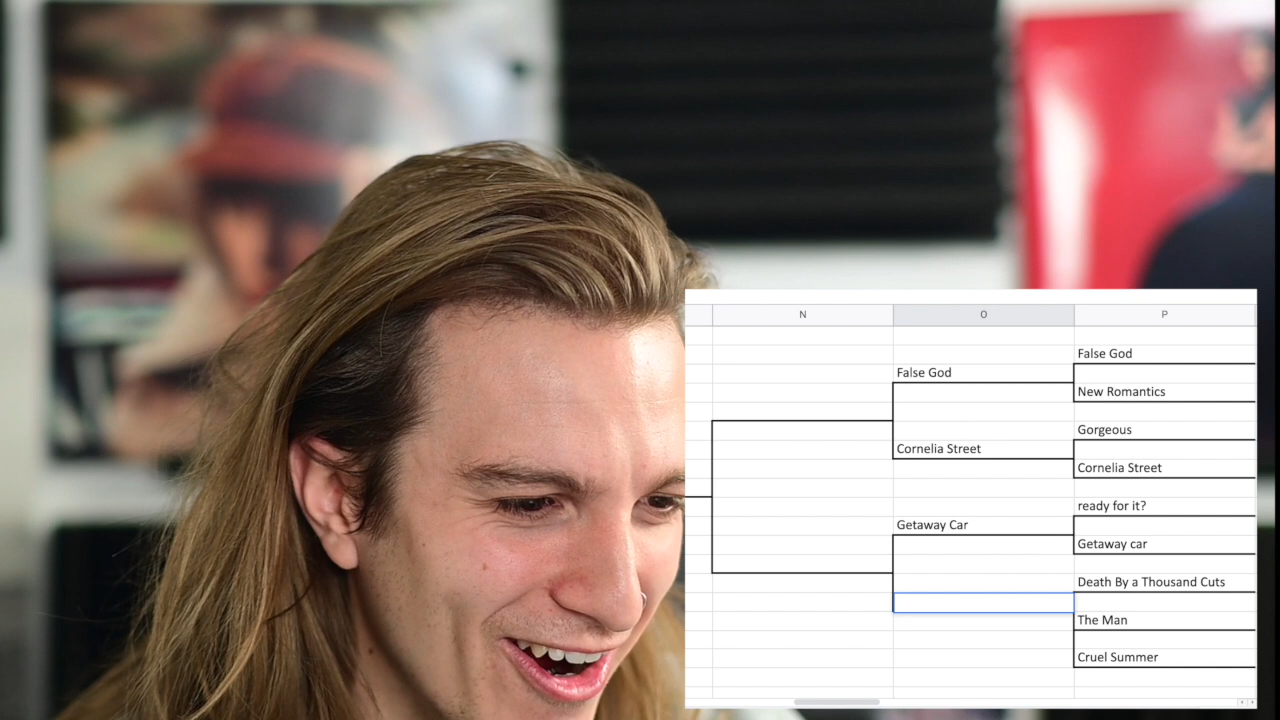 N O P
False God
False God
New Romantics
Gorgeous
Cornelia Street
Cornelia Street
ready for it?
Getaway Car
Getaway car
Death By a Thousand Cuts
The Man
Cruel Summer